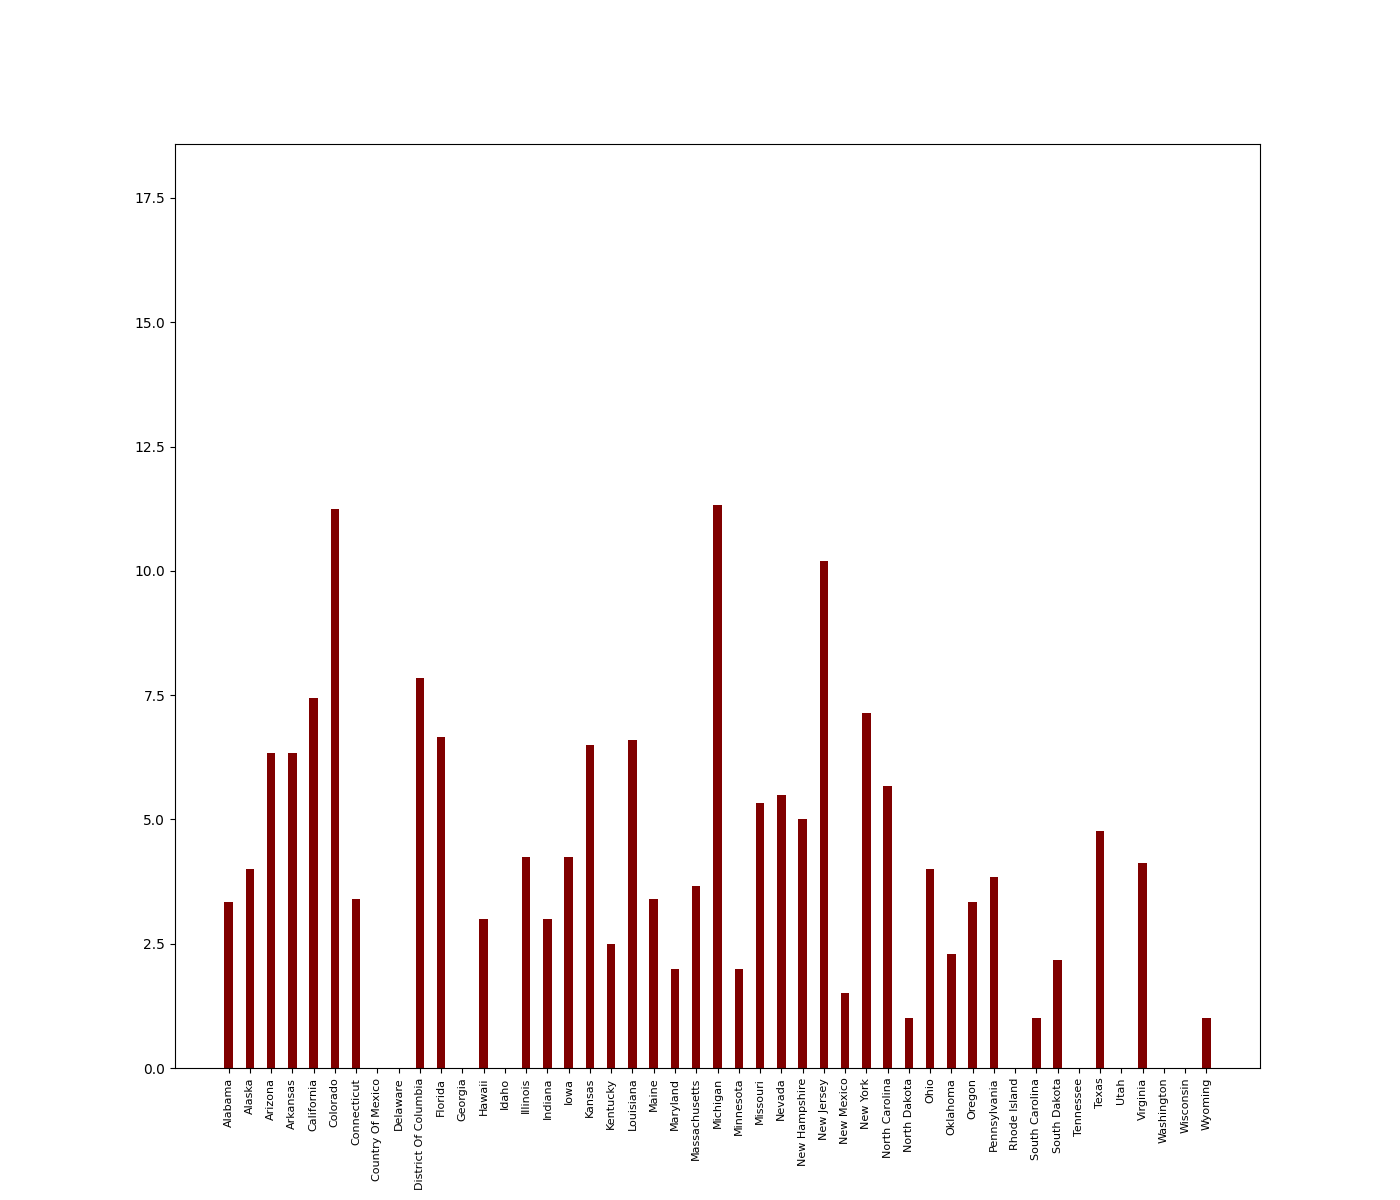 17.5
15.0
12.5
10.0
7.5
5.0
2.5
0.0
Alabama
Alaska
Arizona
Arkansas
California
Colorado
Connecticut
Country Of Mexico
Delaware
District Of Columbia
Florida
Georgia
Hawaii
Idaho
Illinois
Indiana
Iowa
Kansas
Kentucky
Louisiana
Maine
Maryland
Massachusetts
Michigan
Minnesota
Missouri
Nevada
New Hampshire
New Jersey
New Mexico
New York
North Carolina
North Dakota
Ohio
Oklahoma
Oregon
Pennsylvania
Rhode Island
South Carolina
South Dakota
Tennessee
Texas
Utah
Virginia
Washington
Wisconsin
Wyoming